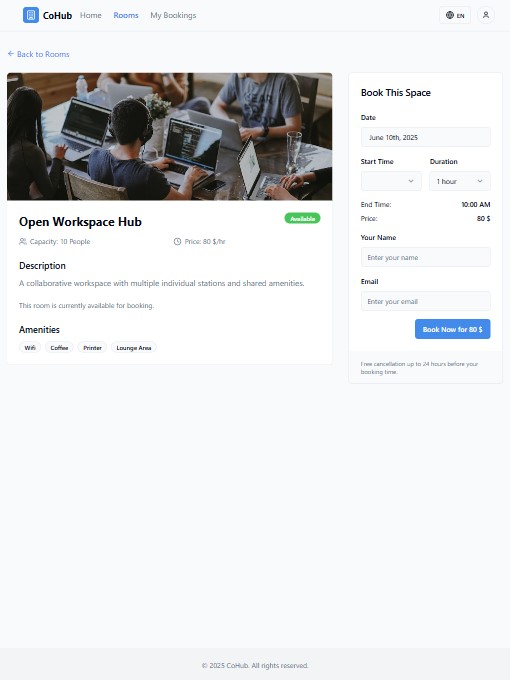 CoHub Home Rooms My Bookings EN
← Back to Rooms
Open Workspace Hub
Available
Capacity: 10 People
Price: 80 $/hr
Description
A collaborative workspace with multiple individual stations and shared amenities.
This room is currently available for booking.
Amenities
Wifi Coffee Printer Lounge Area
Book This Space
Date
June 10th, 2025
Start Time Duration
1 hour
End Time: 10:00 AM
Price: 80 $
Your Name
Enter your name
Email
Enter your email
Book Now for 80 $
Free cancellation up to 24 hours before your
booking time.
© 2025 CoHub. All rights reserved.